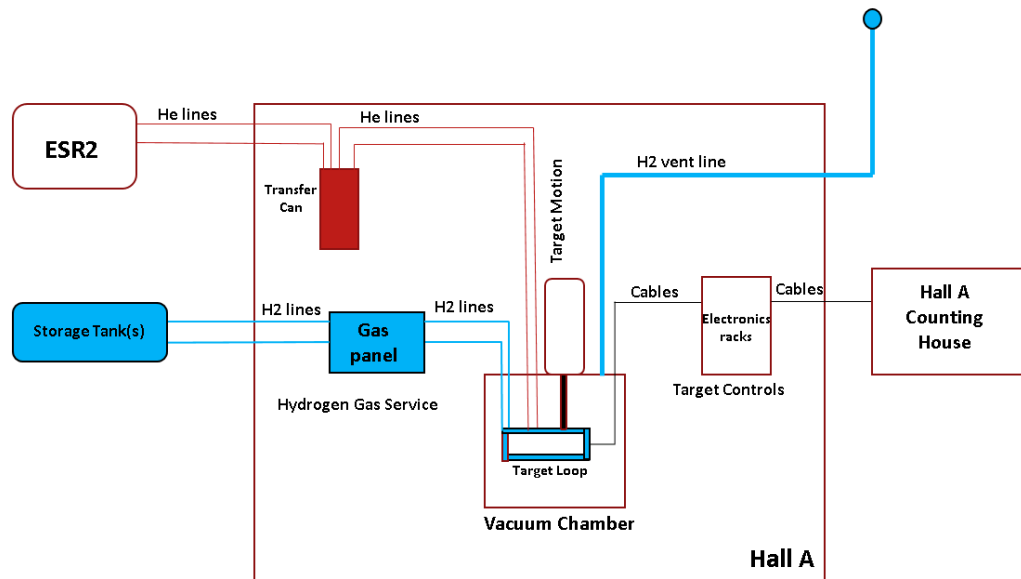 He lines
He lines
ESR2
H2 vent line
Transfer
Can
Target Motion
Cables
Cables
Hall A
Counting
House
H2 lines
H2 lines
Storage Tank(s)
Gas
panel
Electronics
racks
Target Controls
Hydrogen Gas Service
Target Loop
Vacuum Chamber
Hall A